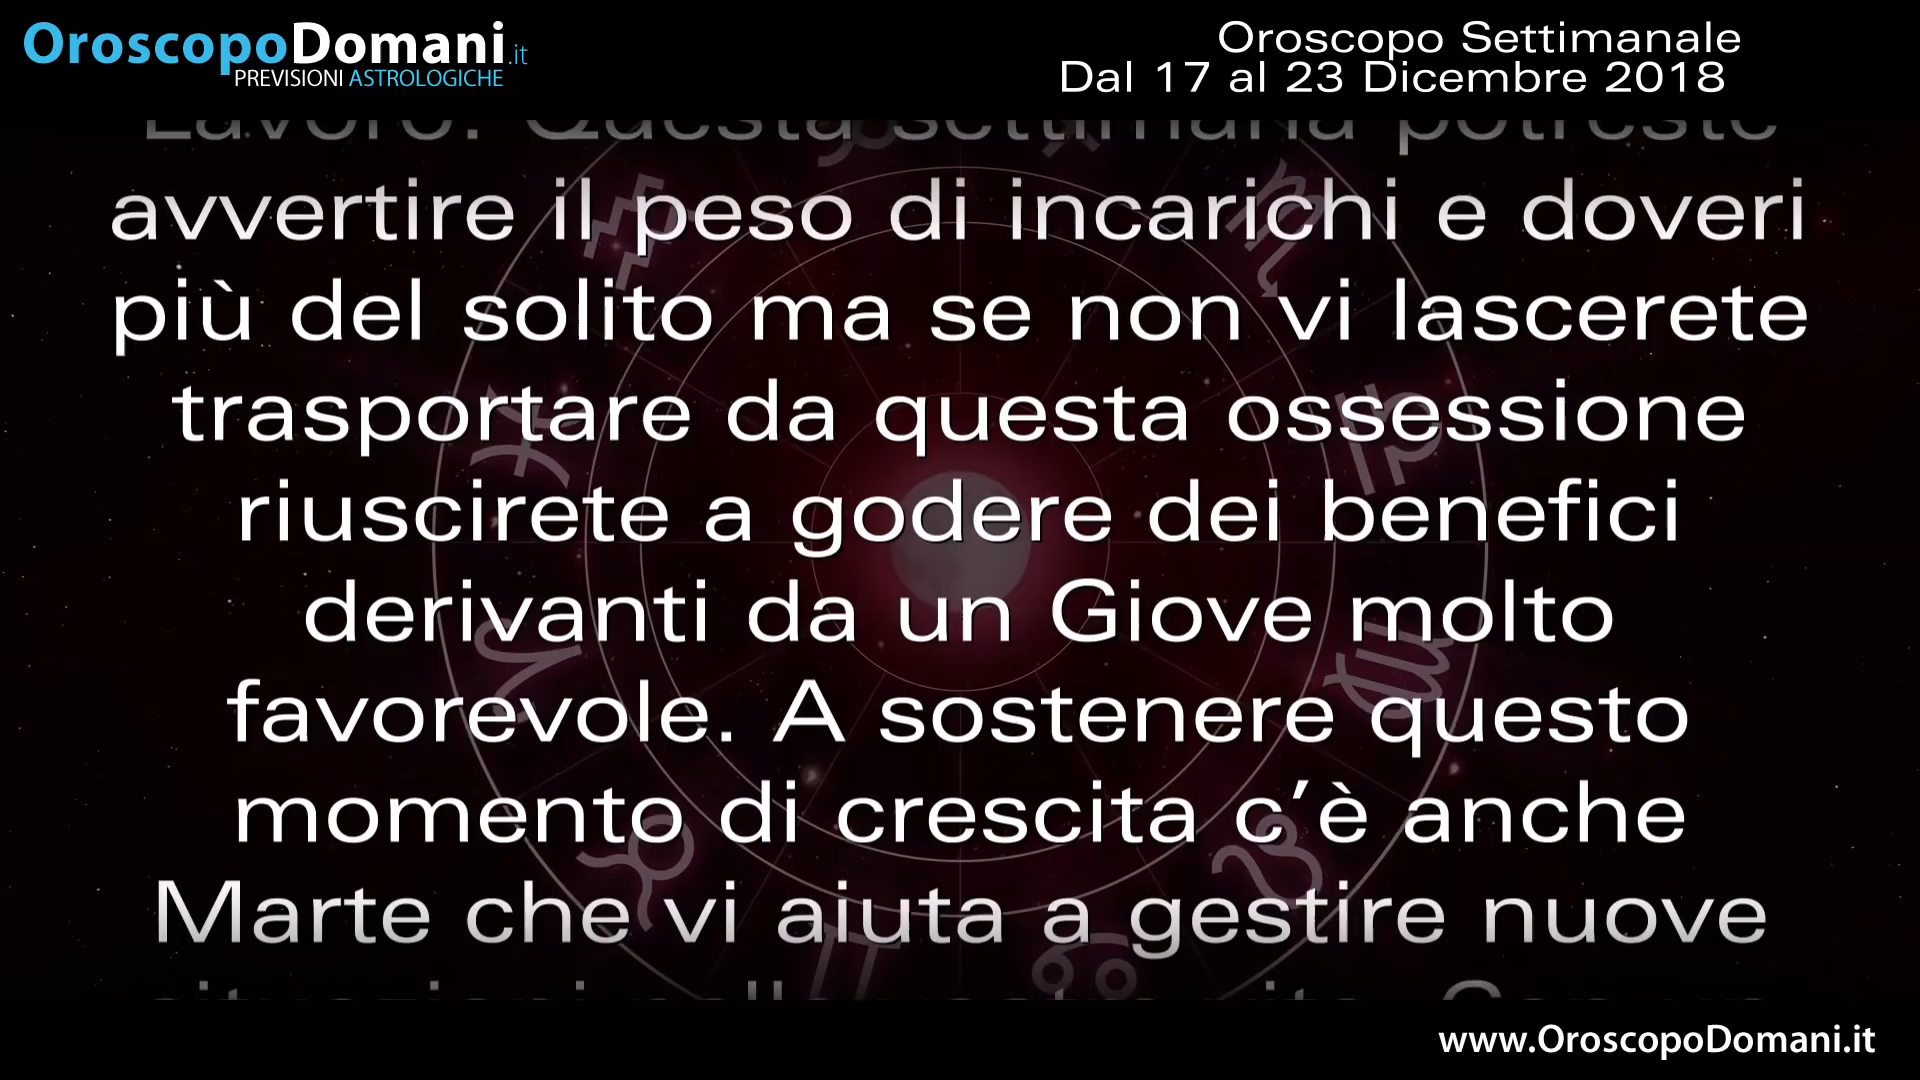 OroscopoDomani.it
PREVISIONI ASTROLOGICHE
Oroscopo Settimanale
Dal 17 al 23 Dicembre 2018
Lavoro. Questa settimana potreste
avvertire il peso di incarichi e doveri
più del solito ma se non vi lascerete
trasportare da questa ossessione
riuscirete a godere dei benefici
derivanti da un Giove molto
favorevole. A sostenere questo
momento di crescita c’è anche
Marte che vi aiuta a gestire nuove
www.OroscopoDomani.it